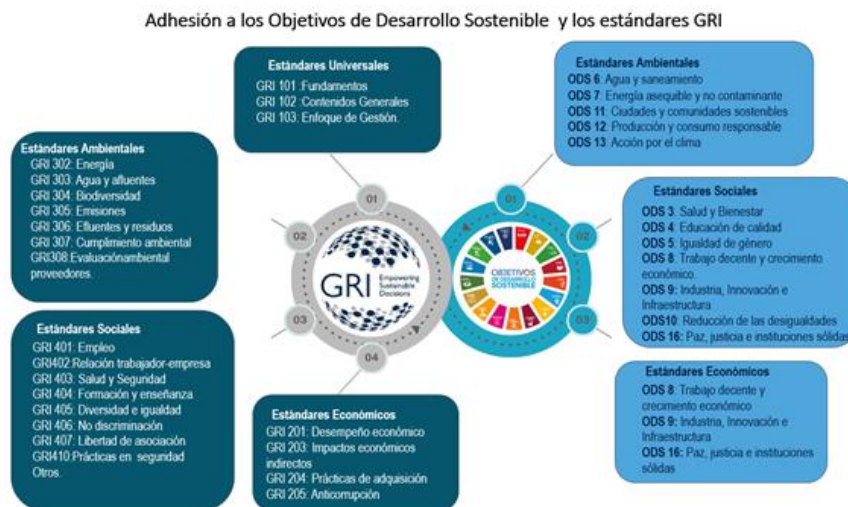 Adhesión a los Objetivos de Desarrollo Sostenible y los estándares GRI
Estándares Universales
GRI 101 :Fundamentos
GRI 102 :Contenidos Generales
GRI 103: Enfoque de Gestión.
Estándares Ambientales
ODS 6: Agua y saneamiento
ODS 7: Energía asequible y no contaminante
ODS 11: Ciudades y comunidades sostenibles
ODS 12: Producción y consumo responsable
ODS 13: Acción por el clima
Estándares Ambientales
GRI 302: Energía
GRI 303: Agua y afluentes
GRI 304: Biodiversidad
GRI 305: Emisiones
GRI 306: Efluentes y residuos
GRI 307: Cumplimiento ambiental
GRI308:Evaluaciónambiental
proveedores.
01
02
03
04
GRI
Empowering
Sustainable
Decisions
01
02
03
OBJETIVOS
DE DESARROLLO
SOSTENIBLE
Estándares Sociales
ODS 3: Salud y Bienestar
ODS 4: Educación de calidad
ODS 5: Igualdad de género
ODS 8: Trabajo decente y crecimiento
económico.
ODS 9: Industria, Innovación e
Infraestructura
ODS10: Reducción de las desigualdades
ODS 16: Paz, justicia e instituciones sólidas
Estándares Sociales
GRI 401: Empleo
GRI402:Relación trabajador-empresa
GRI 403: Salud y Seguridad
GRI 404: Formación y enseñanza
GRI 405: Diversidad e igualdad
GRI 406: No discriminación
GRI 407: Libertad de asociación
GRI410:Prácticas en seguridad
Otros.
Estándares Económicos
GRI 201: Desempeño económico
GRI 203: Impactos económicos
indirectos
GRI 204: Prácticas de adquisición
GRI 205: Anticorrupción
Estándares Económicos
ODS 8: Trabajo decente y
crecimiento económico
ODS 9: Industria, Innovación e
Infraestructura
ODS 16: Paz, justicia e instituciones
sólidas